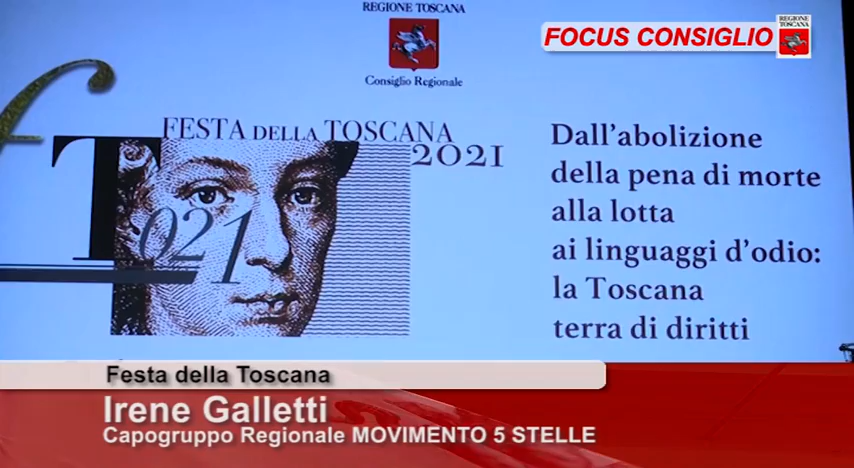 REGIONE TOSCANA
Consiglio Regionale
FOCUS CONSIGLIO
REGIONE
TOSCANA
FESTA DELLA TOSCANA
2021
T
021
Dall'abolizione
della pena di morte
alla lotta
ai linguaggi d'odio:
la Toscana
terra di diritti
Festa della Toscana
Irene Galletti
Capogruppo Regionale MOVIMENTO 5 STELLE